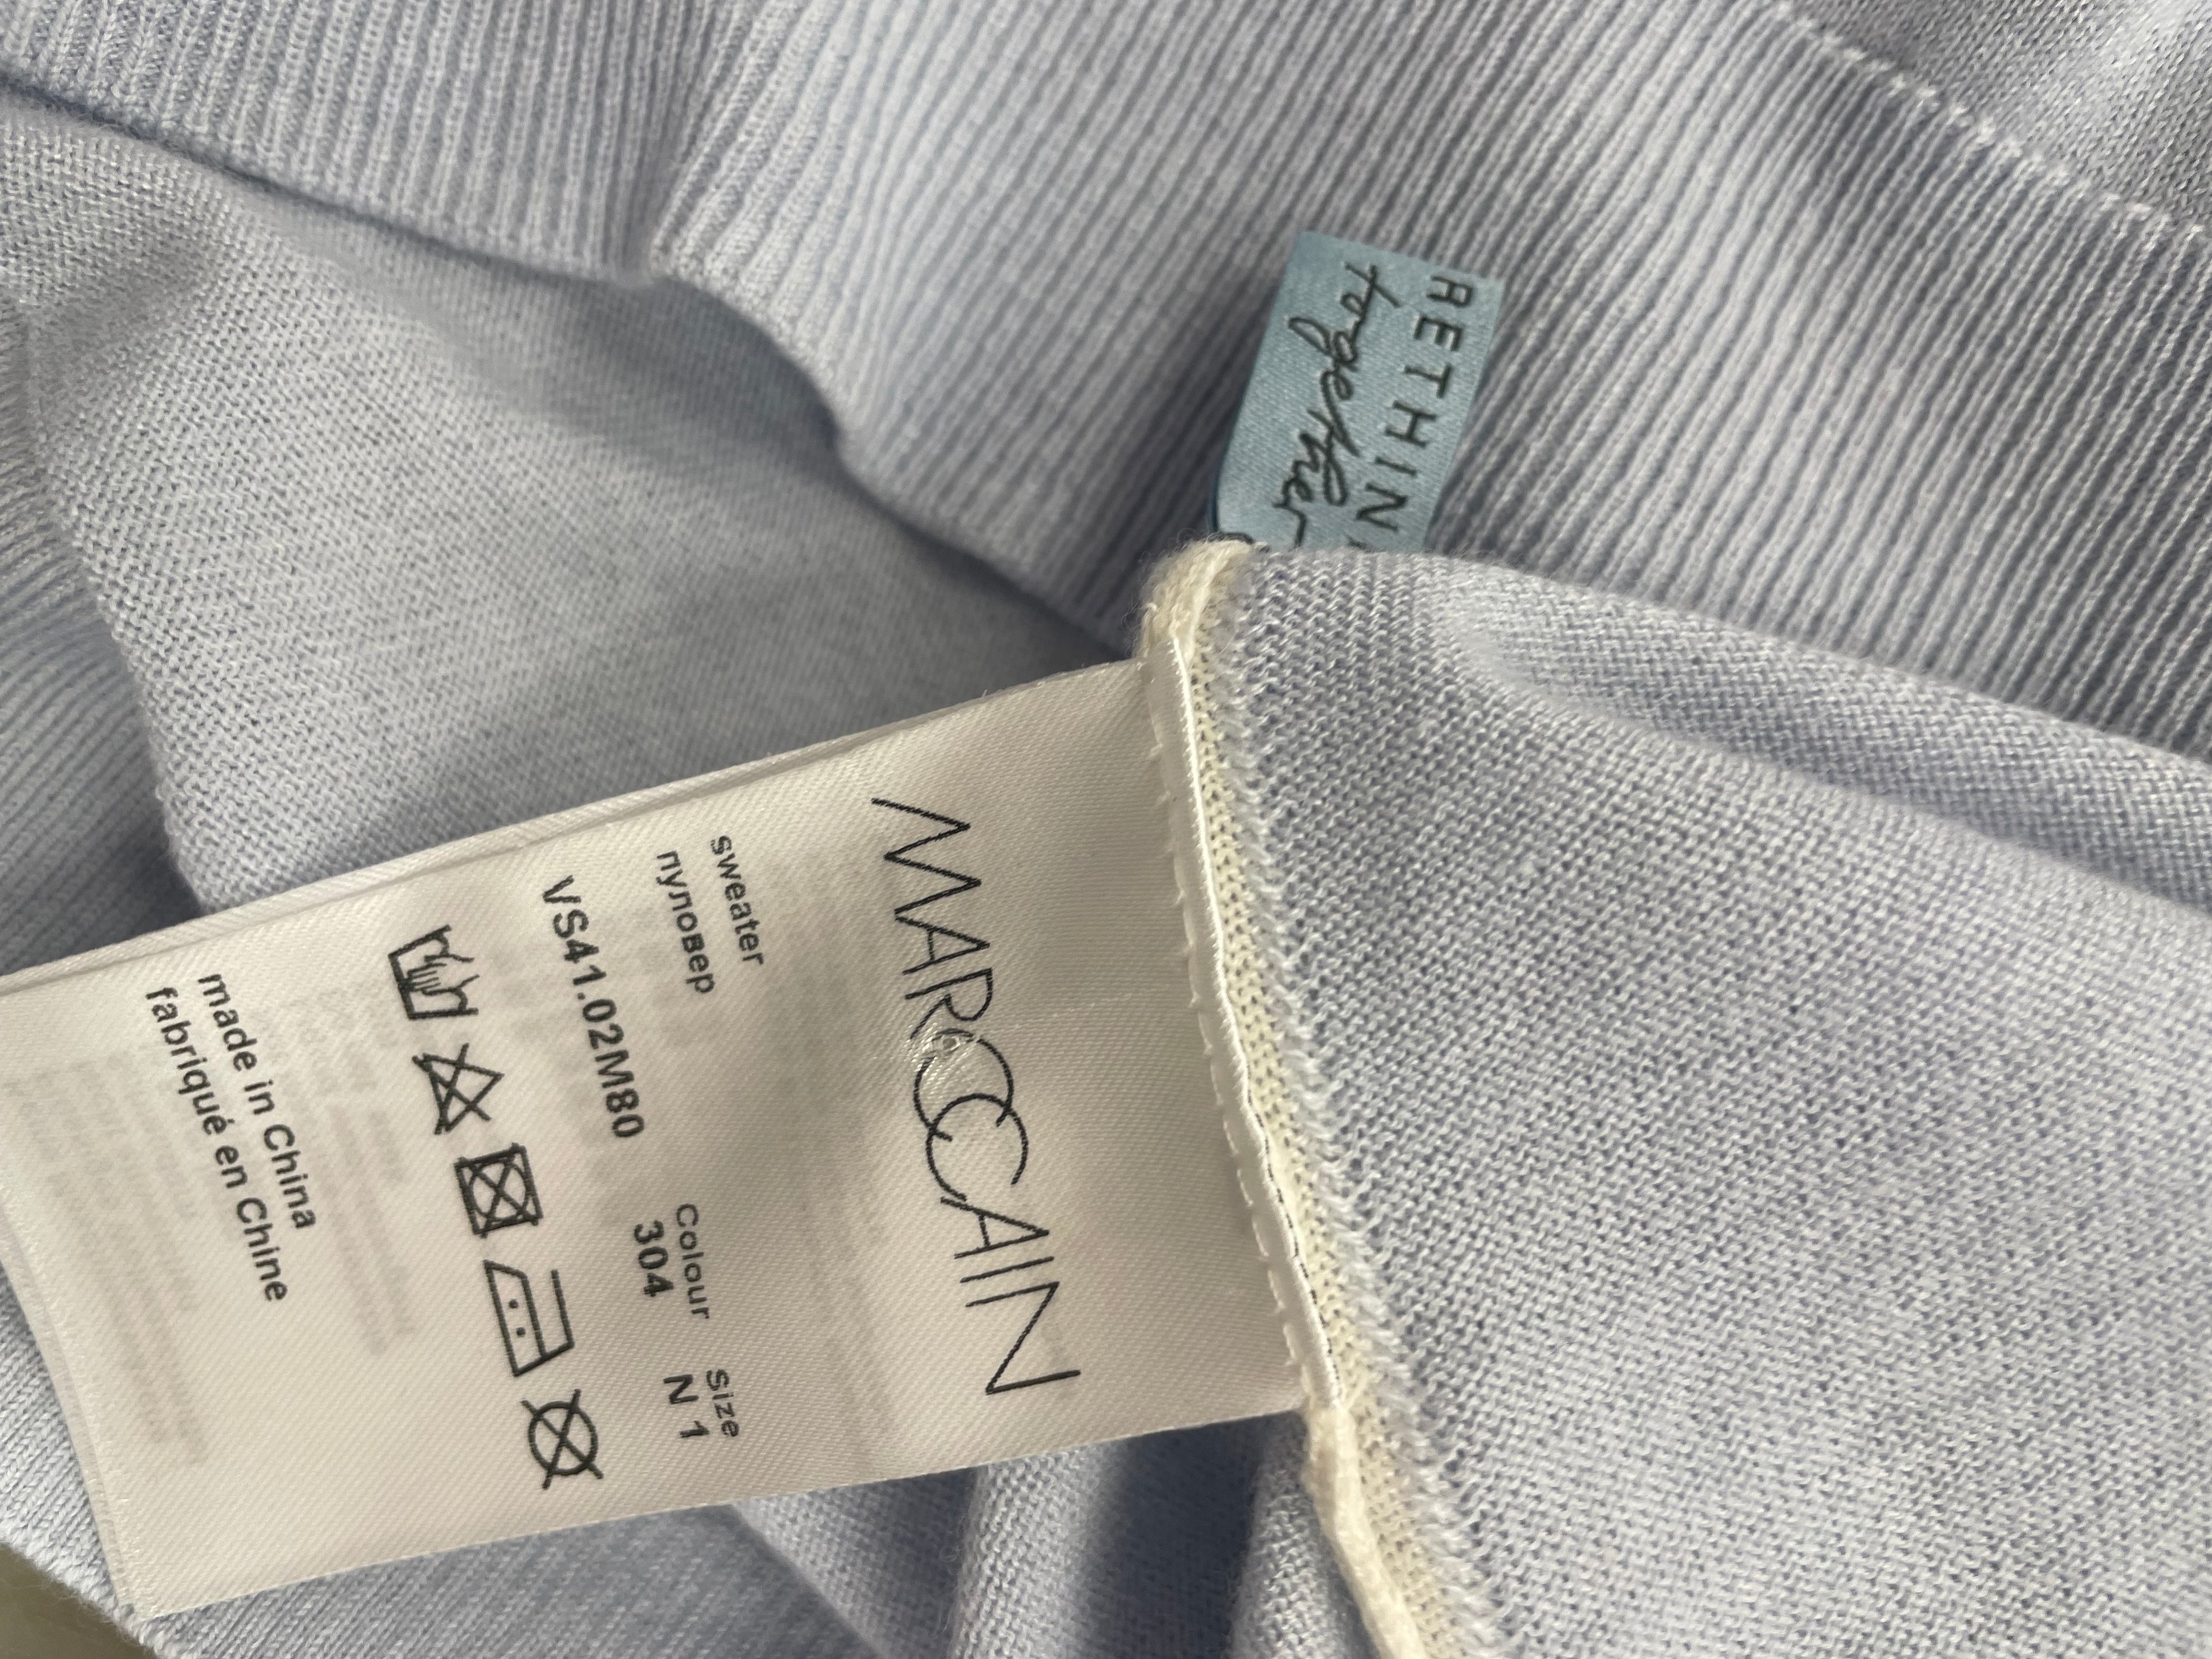 RETHIN
together
MARCCAIN
sweater
пуловер
Colour Size
VS41.02M80 304 N 1
made in China
fabriqué en Chine